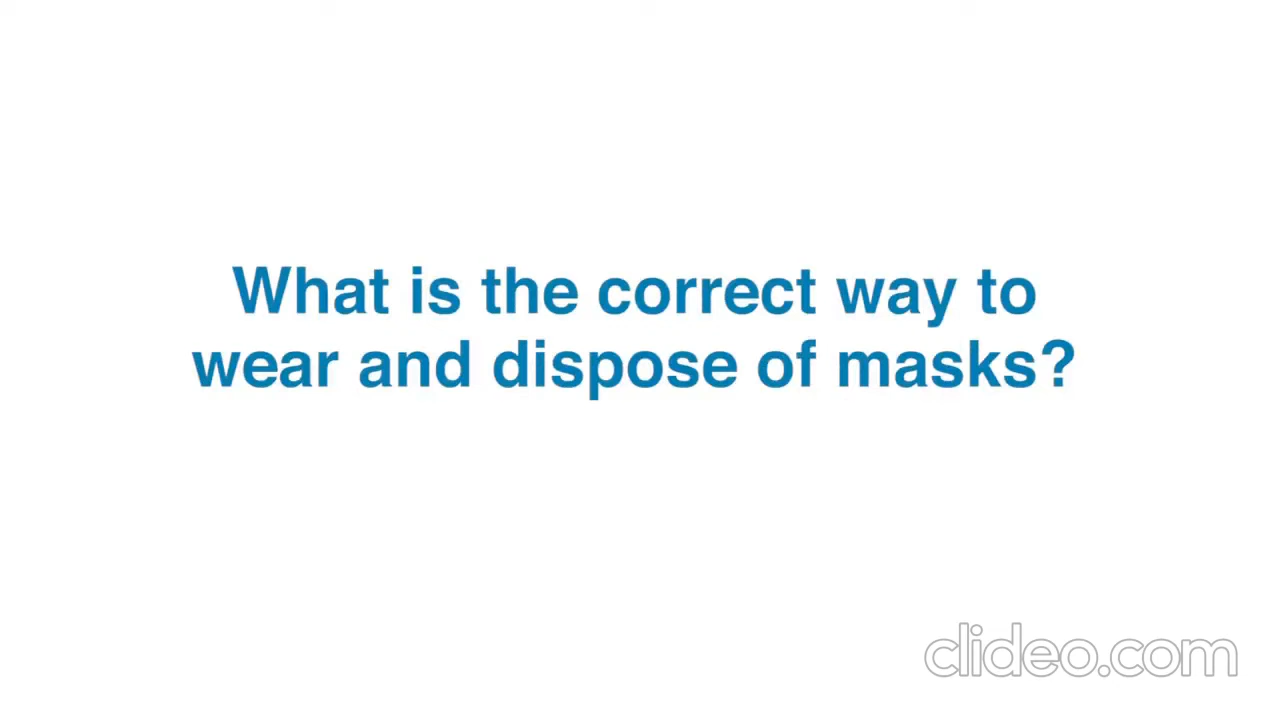 What is the correct way to
wear and dispose of masks?
clideo.com